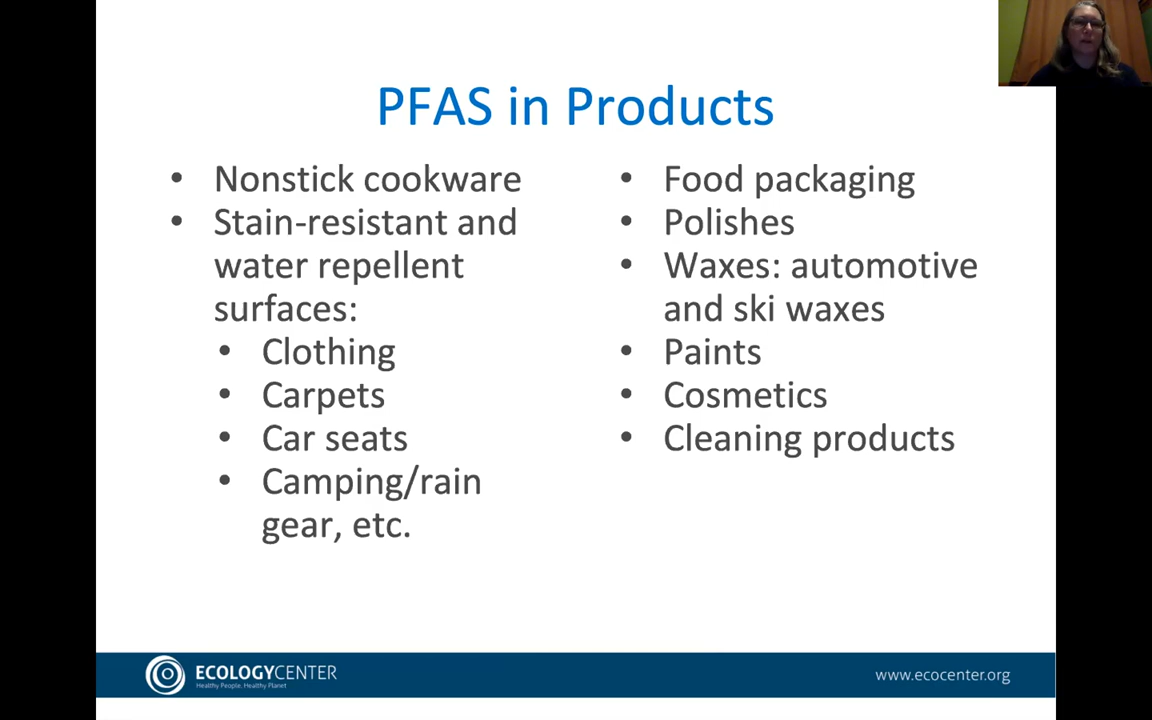 PFAS in Products
• Nonstick cookware
• Stain-resistant and
water repellent
surfaces:
• Clothing
• Carpets
• Car seats
• Camping/rain
gear, etc.
• Food packaging
• Polishes
• Waxes: automotive
and ski waxes
• Paints
• Cosmetics
• Cleaning products
ECOLOGYCENTER
Healthy People. Healthy Planet
www.ecocenter.org